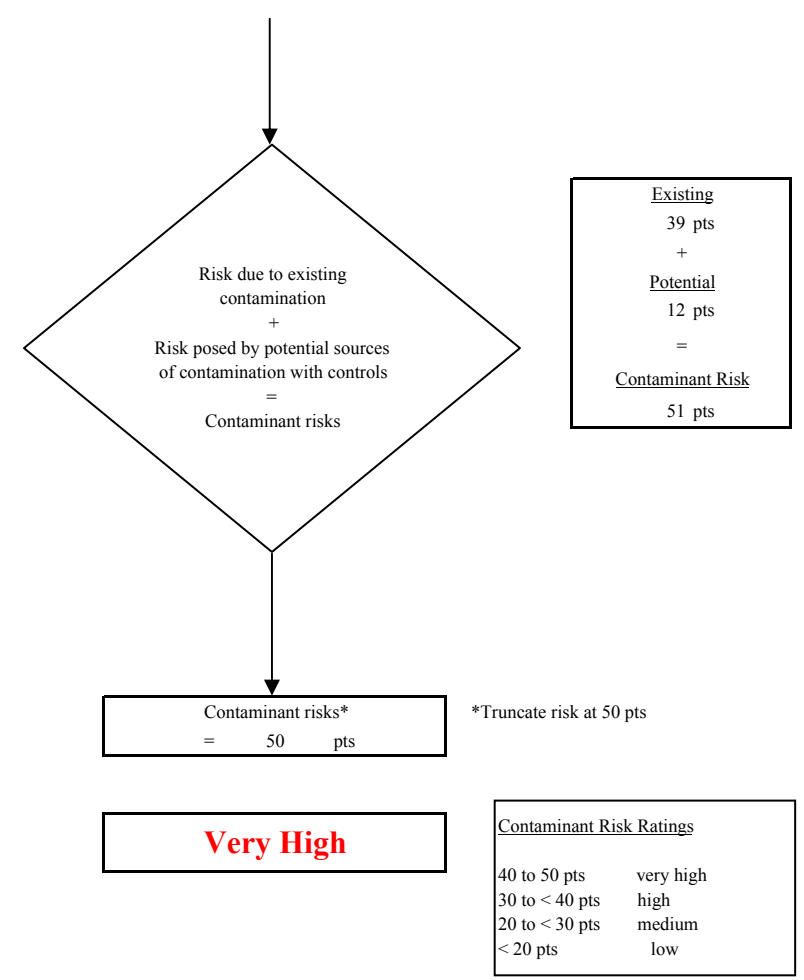 Risk due to existing
contamination
+
Risk posed by potential sources
of contamination with controls
=
Contaminant risks
Existing
39 pts
+
Potential
12 pts
=
Contaminant Risk
51 pts
Contaminant risks*
= 50 pts
*Truncate risk at 50 pts
Very High
Contaminant Risk Ratings
40 to 50 pts very high
30 to < 40 pts high
20 to < 30 pts medium
< 20 pts low